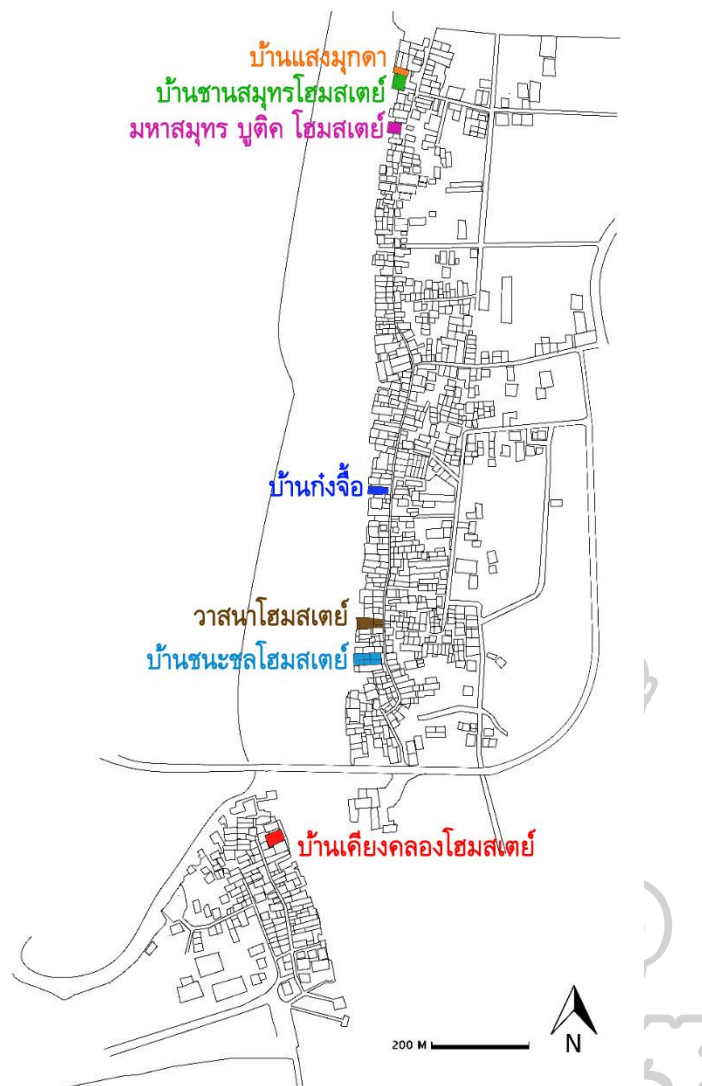 บ้านแสงมุกดา
บ้านชานสมุทรโฮมสเตย์
มหาสมุทร บูติค โฮมสเตย์
บ้านก๋งจื้อ
วาสนาโฮมสเตย์
บ้านชนะชลโฮมสเตย์
บ้านเคียงคลองโฮมสเตย์
200 M
N